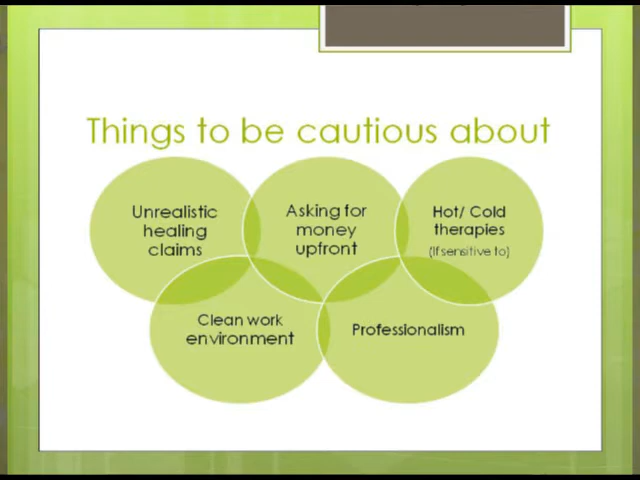 Things to be cautious about
Unrealistic
healing
claims
Asking for
money
upfront
Hot/ Cold
therapies
(If sensitive to)
Clean work
environment
Professionalism